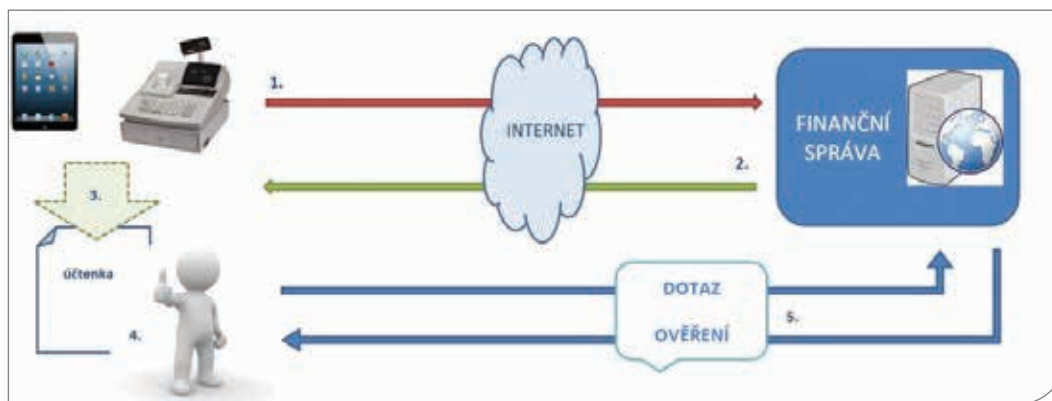 1.
INTERNET
FINANČNÍ
SPRÁVA
2.
3.
účtenka
4.
DOTAZ
5.
OVĚŘENÍ